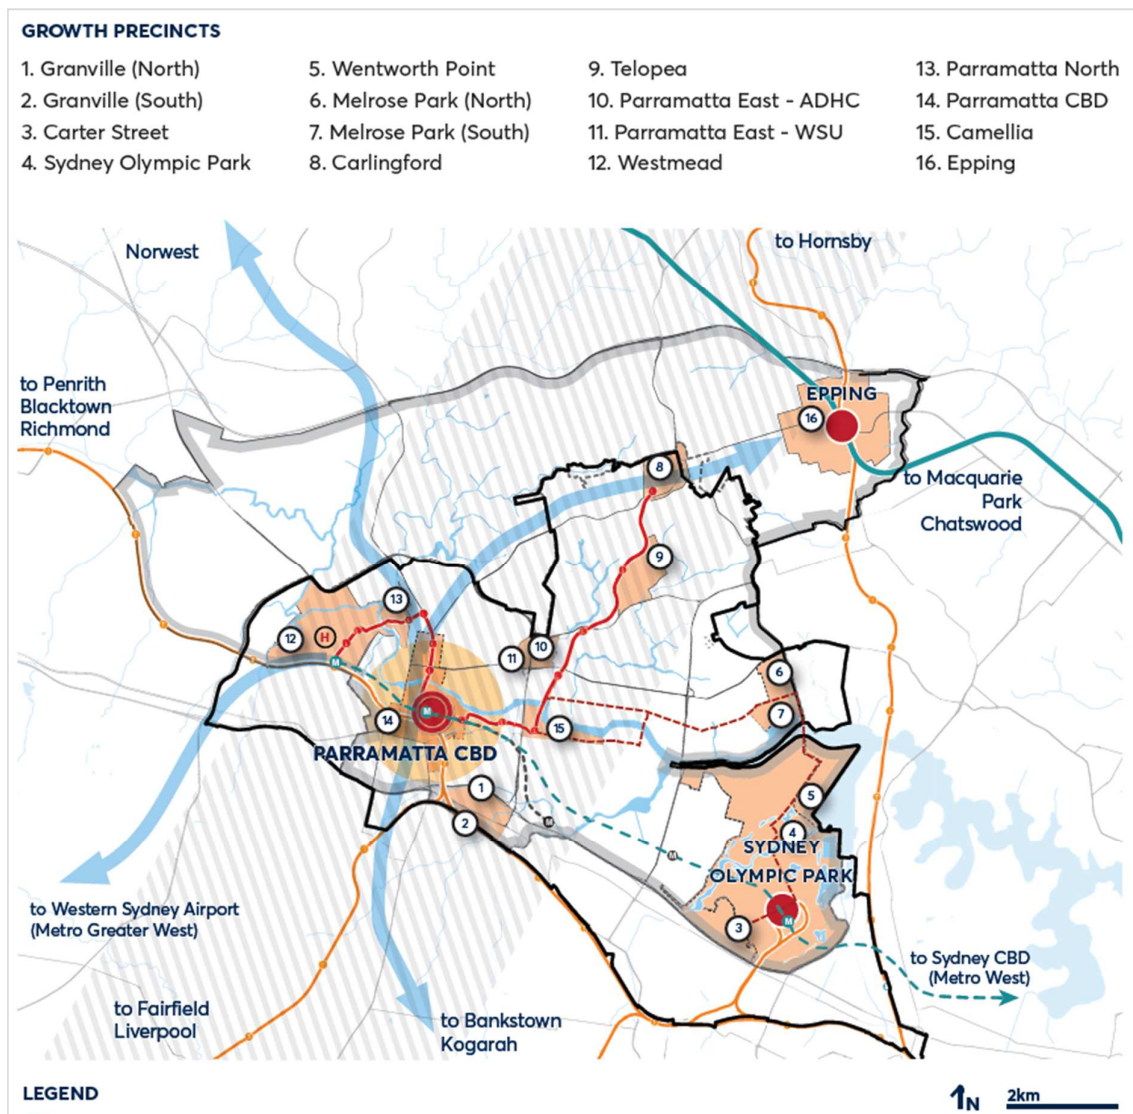 GROWTH PRECINCTS
1. Granville (North)
2. Granville (South)
3. Carter Street
4. Sydney Olympic Park
5. Wentworth Point
6. Melrose Park (North)
7. Melrose Park (South)
8. Carlingford
9. Telopea
10. Parramatta East - ADHC
11. Parramatta East - WSU
12. Westmead
13. Parramatta North
14. Parramatta CBD
15. Camellia
16. Epping
Norwest
to Hornsby
to Penrith
Blacktown
Richmond
EPPING
16
8
to Macquarie
Park
Chatswood
9
13
12
H
10
11
M
6
7
14
M
15
PARRAMATTA CBD
1
2
M
5
4
M
SYDNEY
OLYMPIC PARK
3
M
to Western Sydney Airport
(Metro Greater West)
to Sydney CBD
(Metro West)
to Fairfield
Liverpool
to Bankstown
Kogarah
LEGEND
N
2km